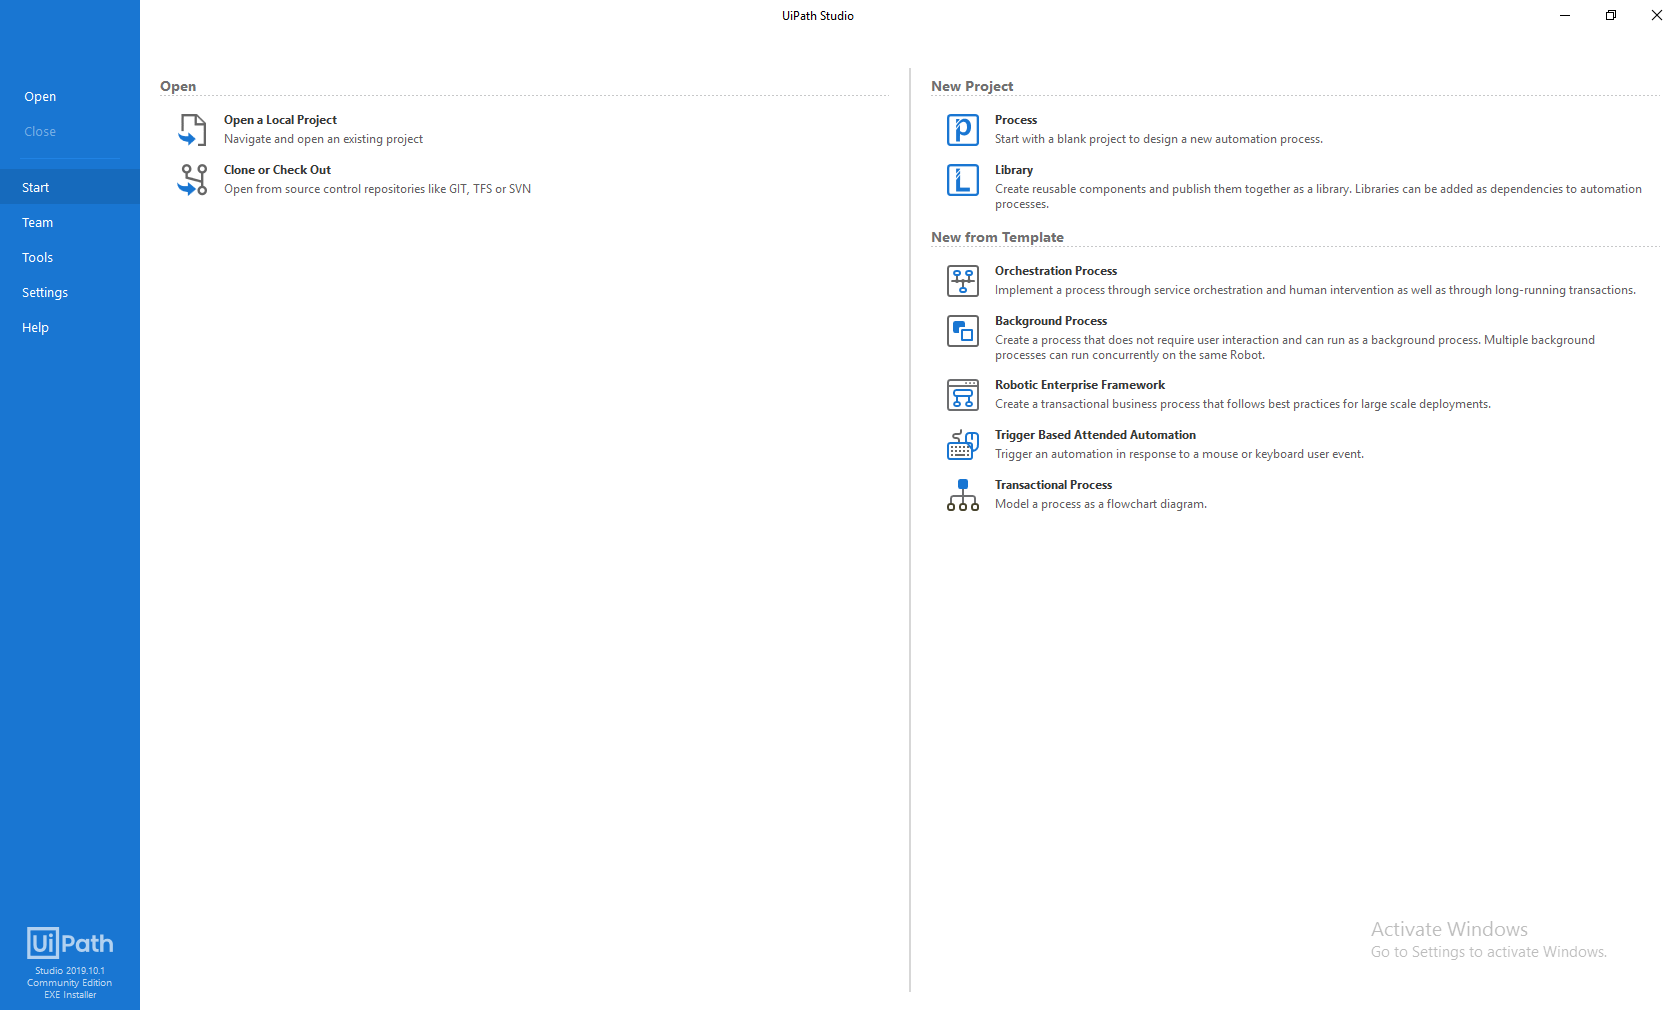 UiPath Studio
Open
Close
Start
Team
Tools
Settings
Help
UiPath
Studio 2019.10.1
Community Edition
EXE Installer
Open
Open a Local Project
Navigate and open an existing project
Clone or Check Out
Open from source control repositories like GIT, TFS or SVN
New Project
Process
Start with a blank project to design a new automation process.
Library
Create reusable components and publish them together as a library. Libraries can be added as dependencies to automation
processes.
New from Template
Orchestration Process
Implement a process through service orchestration and human intervention as well as through long-running transactions.
Background Process
Create a process that does not require user interaction and can run as a background process. Multiple background
processes can run concurrently on the same Robot.
Robotic Enterprise Framework
Create a transactional business process that follows best practices for large scale deployments.
Trigger Based Attended Automation
Trigger an automation in response to a mouse or keyboard user event.
Transactional Process
Model a process as a flowchart diagram.
Activate Windows
Go to Settings to activate Windows.